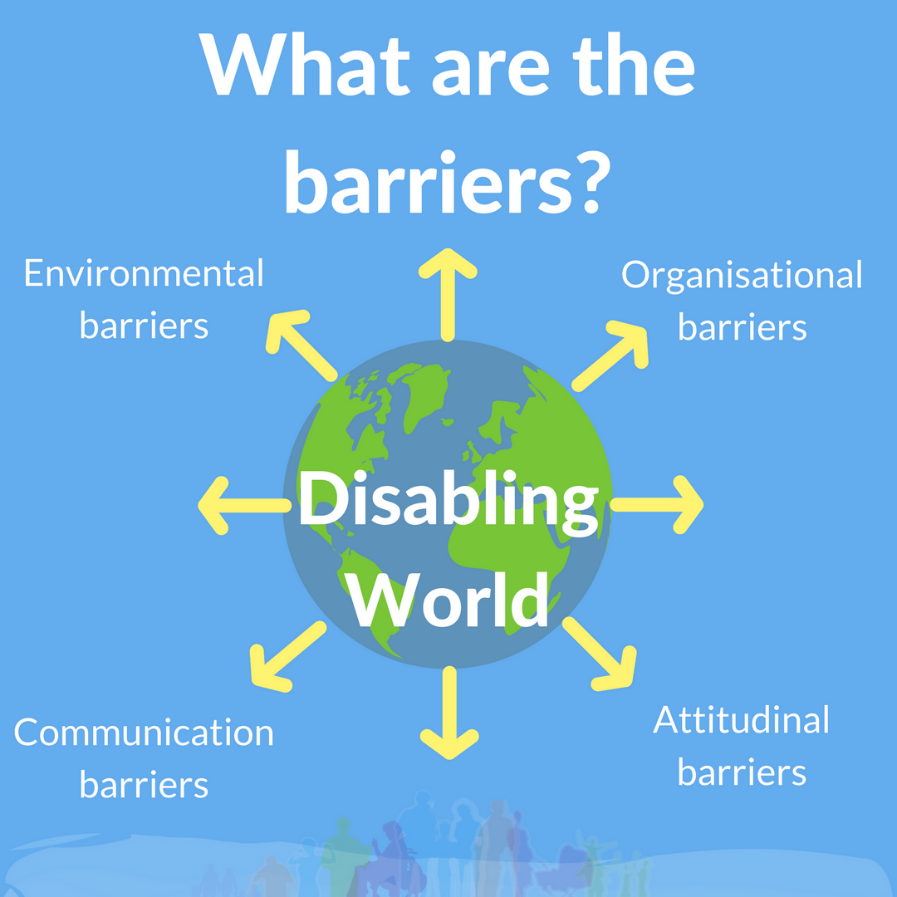 What are the
barriers?
Environmental
barriers
Organisational
barriers
Disabling
World
Communication
barriers
Attitudinal
barriers